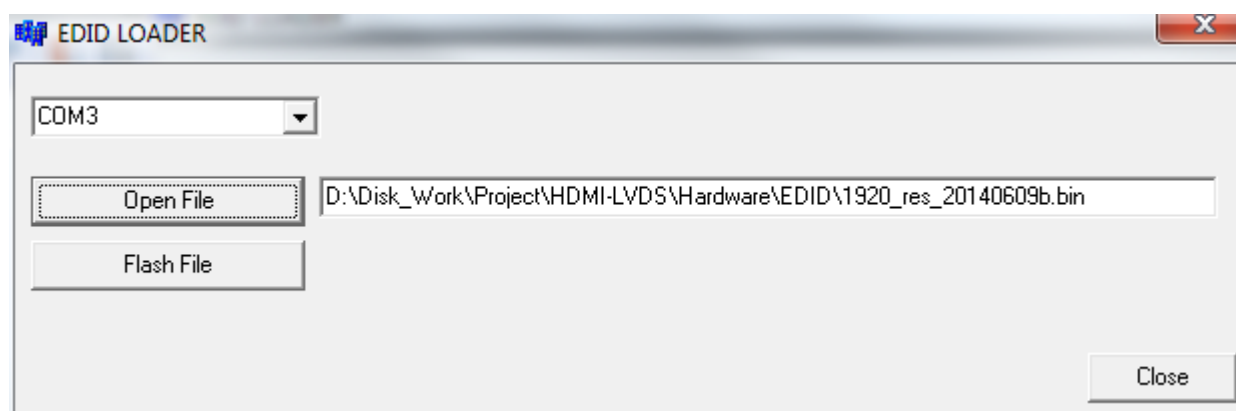 EDID LOADER
COM3
Open File
D:\Disk_Work\Project\HDMI-LVDS\Hardware\EDID\1920_res_20140609b.bin
Flash File
Close